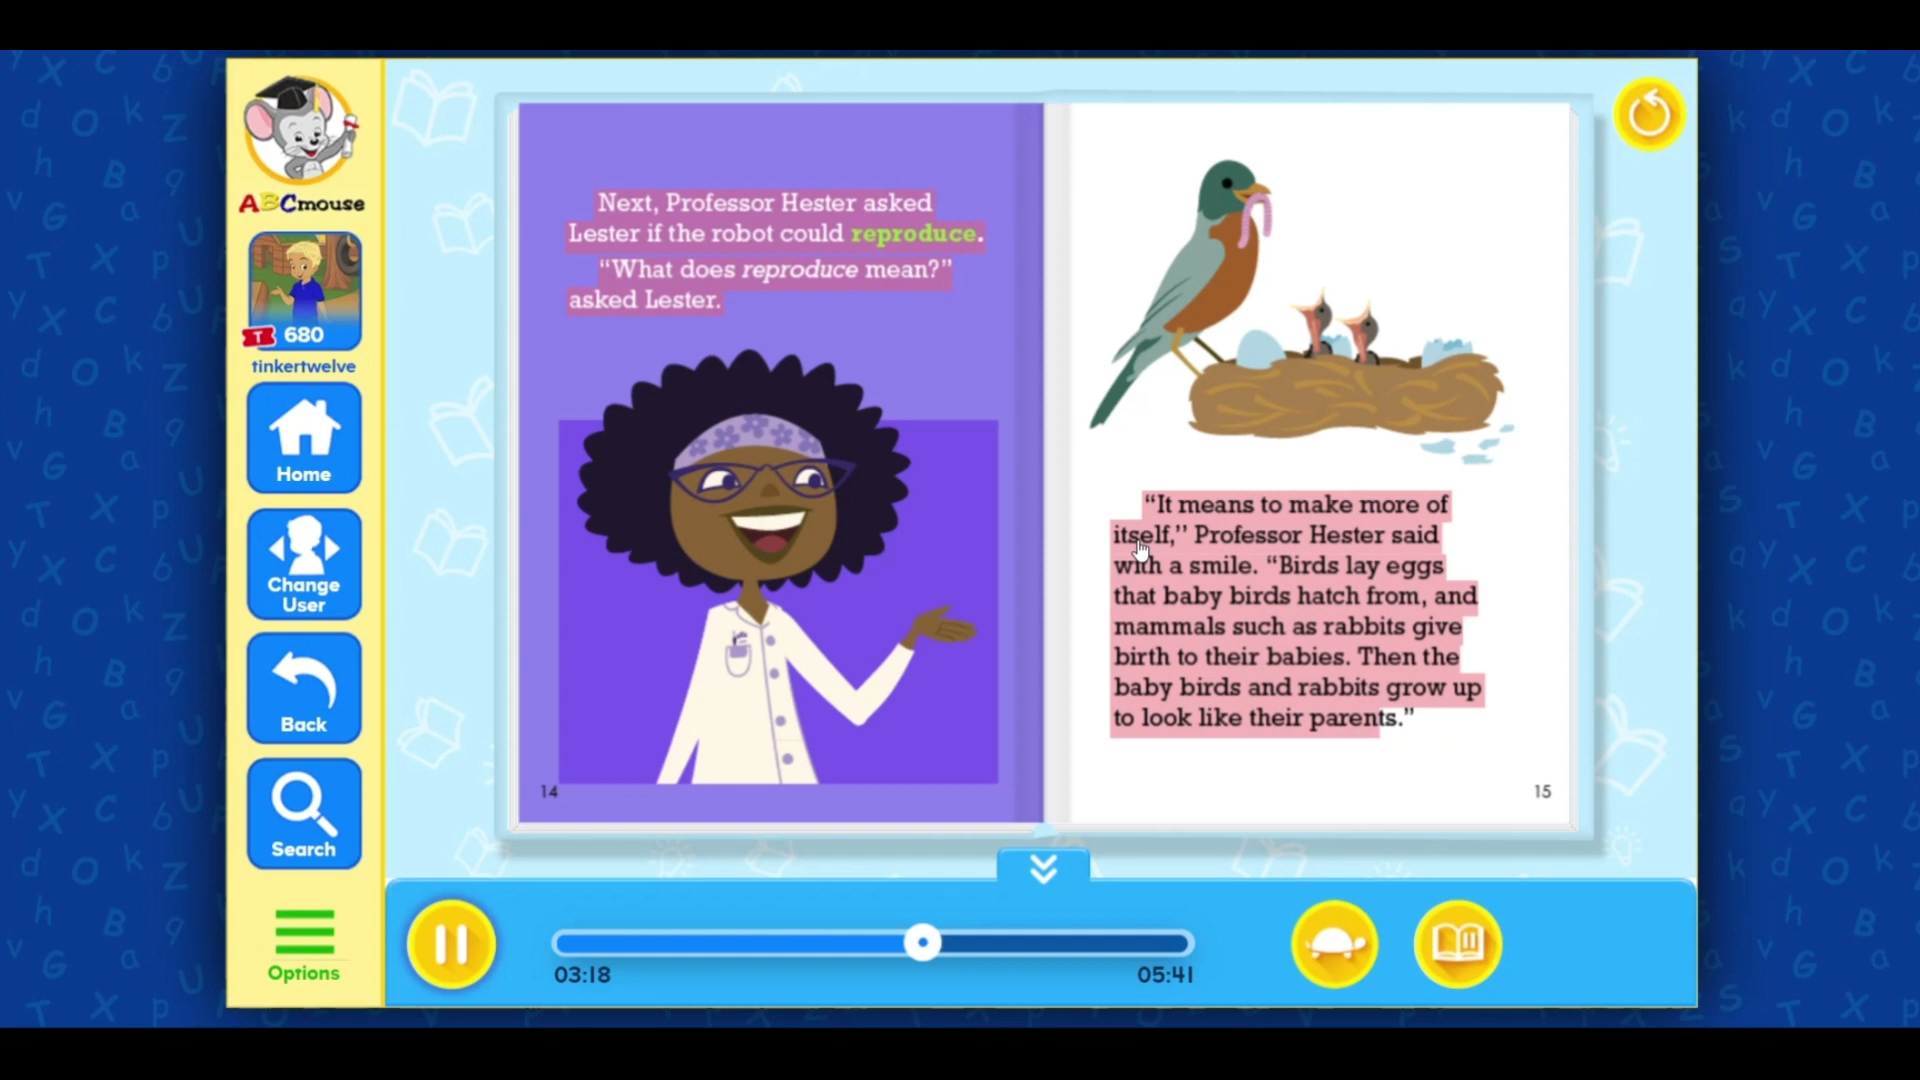 ABCmouse
T 680
tinkertwelve
Home
Change
User
Back
Search
Options
Next, Professor Hester asked
Lester if the robot could reproduce.
“What does reproduce mean?”
asked Lester.
14
“It means to make more of
itself,’’ Professor Hester said
with a smile. “Birds lay eggs
that baby birds hatch from, and
mammals such as rabbits give
birth to their babies. Then the
baby birds and rabbits grow up
to look like their parents.”
15
03:18
05:41